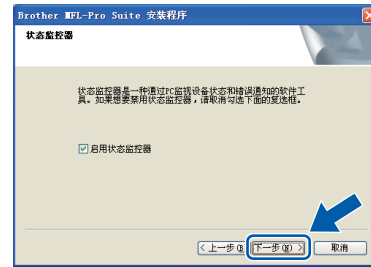 Brother MFL-Pro Suite 安装程序
状态监控器
状态监控器是一种通过PC监视设备状态和错误通知的软件工
具。如果想要禁用状态监控器，请取消勾选下面的复选框。
启用状态监控器
< 上一步(B) 下一步(N) > 取消